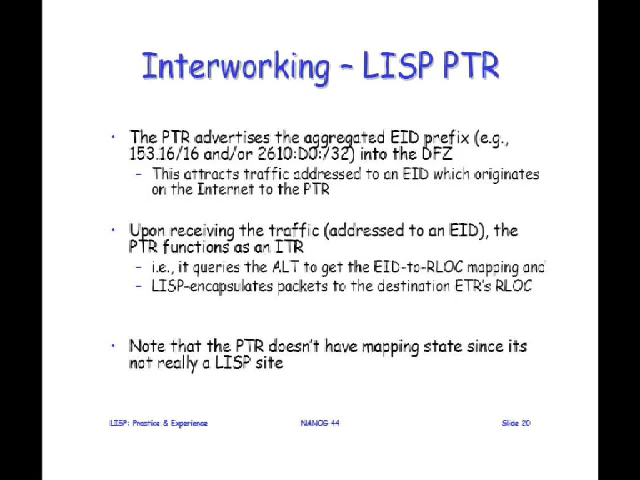 Interworking – LISP PTR
• The PTR advertises the aggregated EID prefix (e.g.,
153.16/16 and/or 2610:D0:/32) into the DFZ
– This attracts traffic addressed to an EID which originates
on the Internet to the PTR
• Upon receiving the traffic (addressed to an EID), the
PTR functions as an ITR
– i.e., it queries the ALT to get the EID-to-RLOC mapping and
– LISP-encapsulates packets to the destination ETR's RLOC
• Note that the PTR doesn't have mapping state since its
not really a LISP site
LISP: Practice & Experience NANOG 44 Slide 20